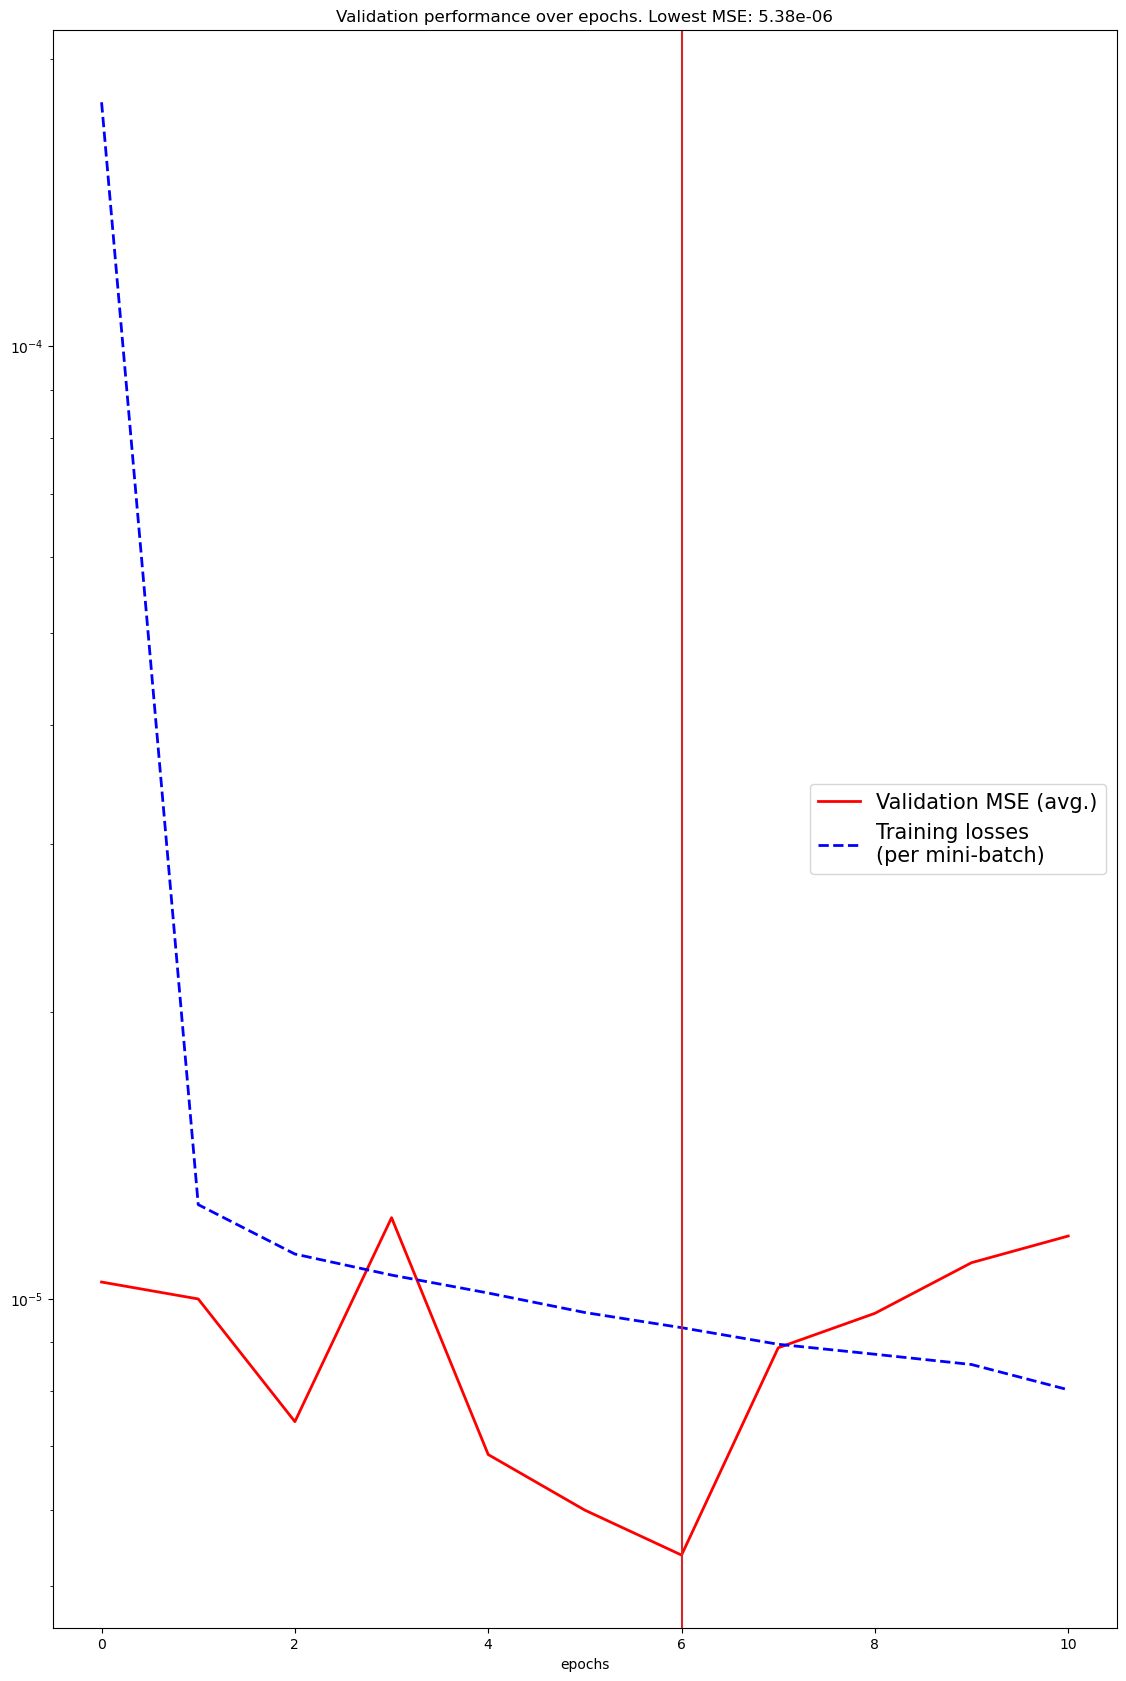 Validation performance over epochs. Lowest MSE: 5.38e-06
10⁻⁴
Validation MSE (avg.)
Training losses
(per mini-batch)
10⁻⁵
0 2 4 6 8 10
epochs